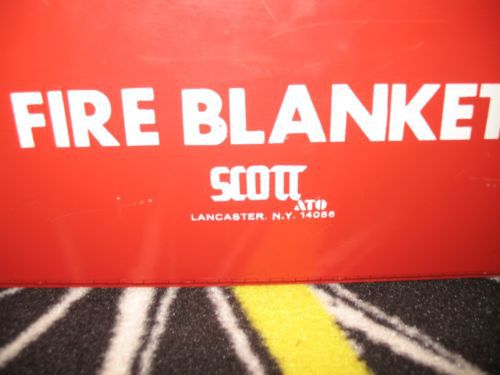 FIRE BLANKET
SCOTT
ATO
LANCASTER, N.Y. 14086